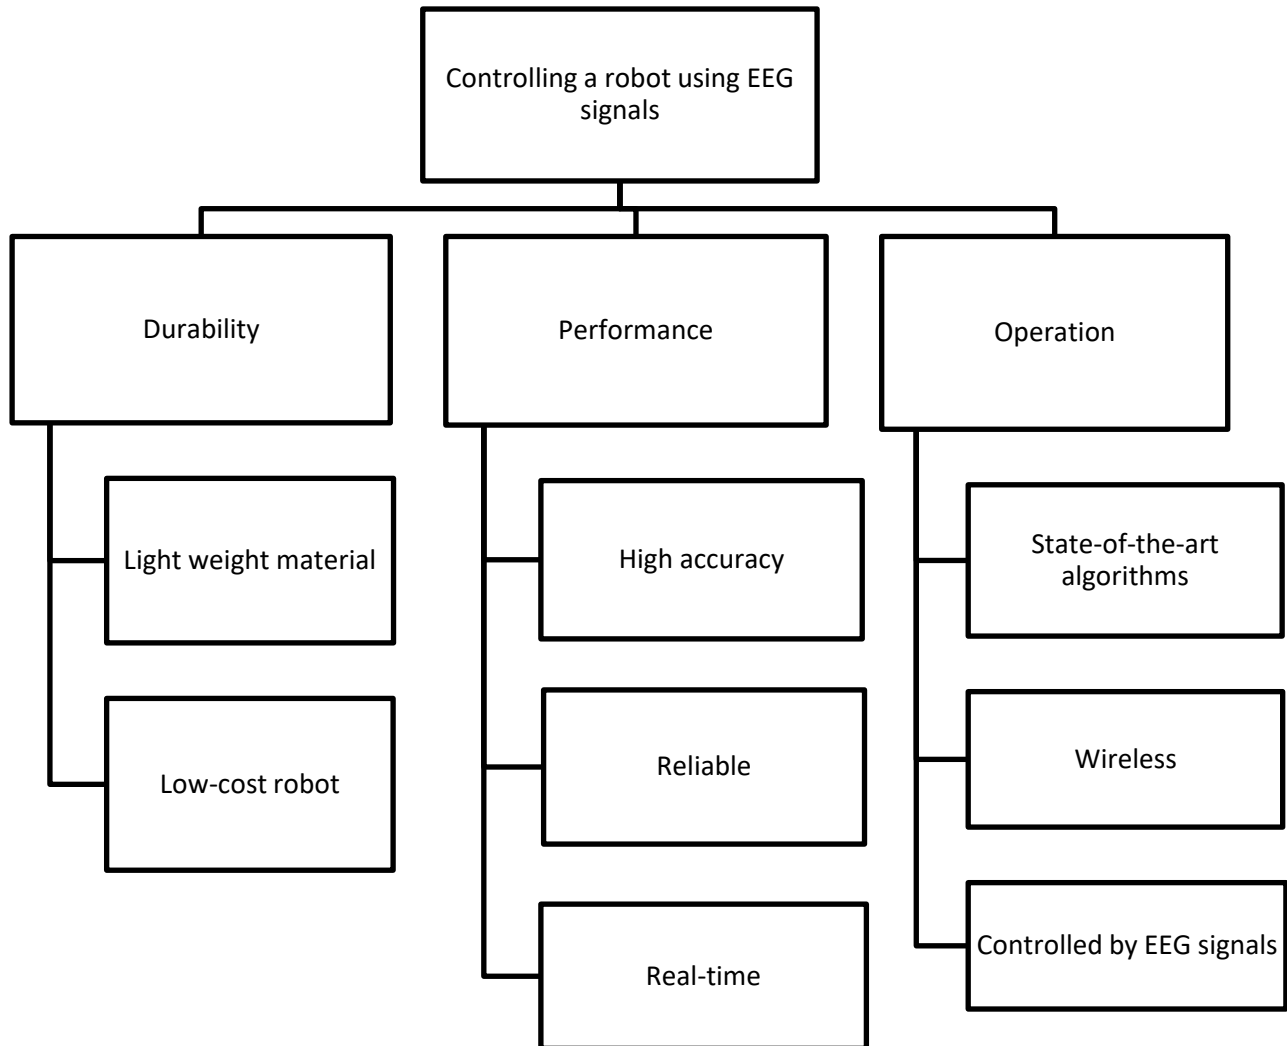 Controlling a robot using EEG
signals
Durability
Performance
Operation
Light weight material
Low-cost robot
High accuracy
Reliable
Real-time
State-of-the-art
algorithms
Wireless
Controlled by EEG signals